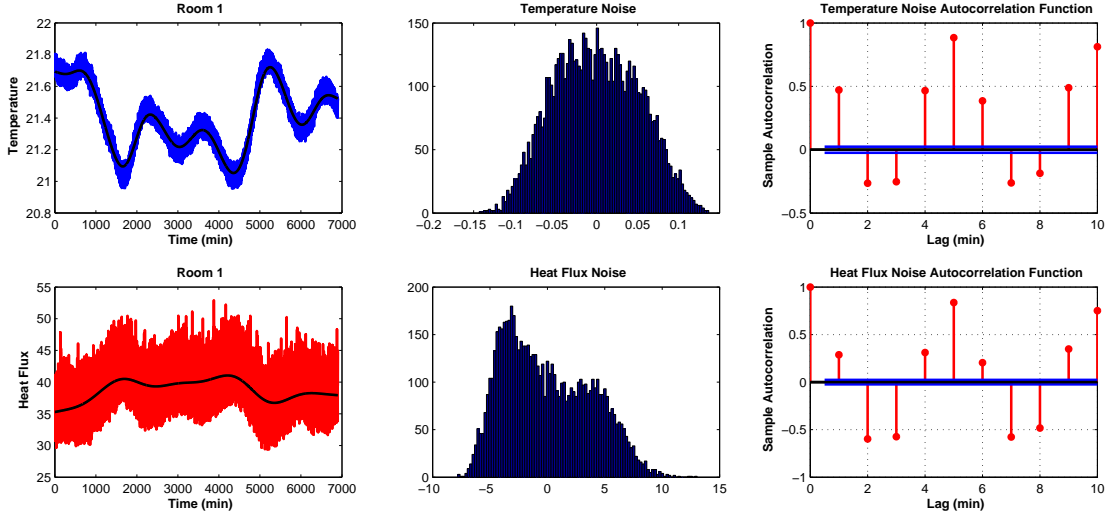 Room 1
Temperature
22
21.8
21.6
21.4
21.2
21
20.8
0 1000 2000 3000 4000 5000 6000 7000
Time (min)
Temperature Noise
150
100
50
0
−0.2 −0.15 −0.1 −0.05 0 0.05 0.1
Temperature Noise Autocorrelation Function
Sample Autocorrelation
1
0.5
0
−0.5
0 2 4 6 8 10
Lag (min)
Room 1
Heat Flux
55
50
45
40
35
30
25
0 1000 2000 3000 4000 5000 6000 7000
Time (min)
Heat Flux Noise
200
150
100
50
0
−10 −5 0 5 10 15
Heat Flux Noise Autocorrelation Function
Sample Autocorrelation
1
0.5
0
−0.5
−1
0 2 4 6 8 10
Lag (min)